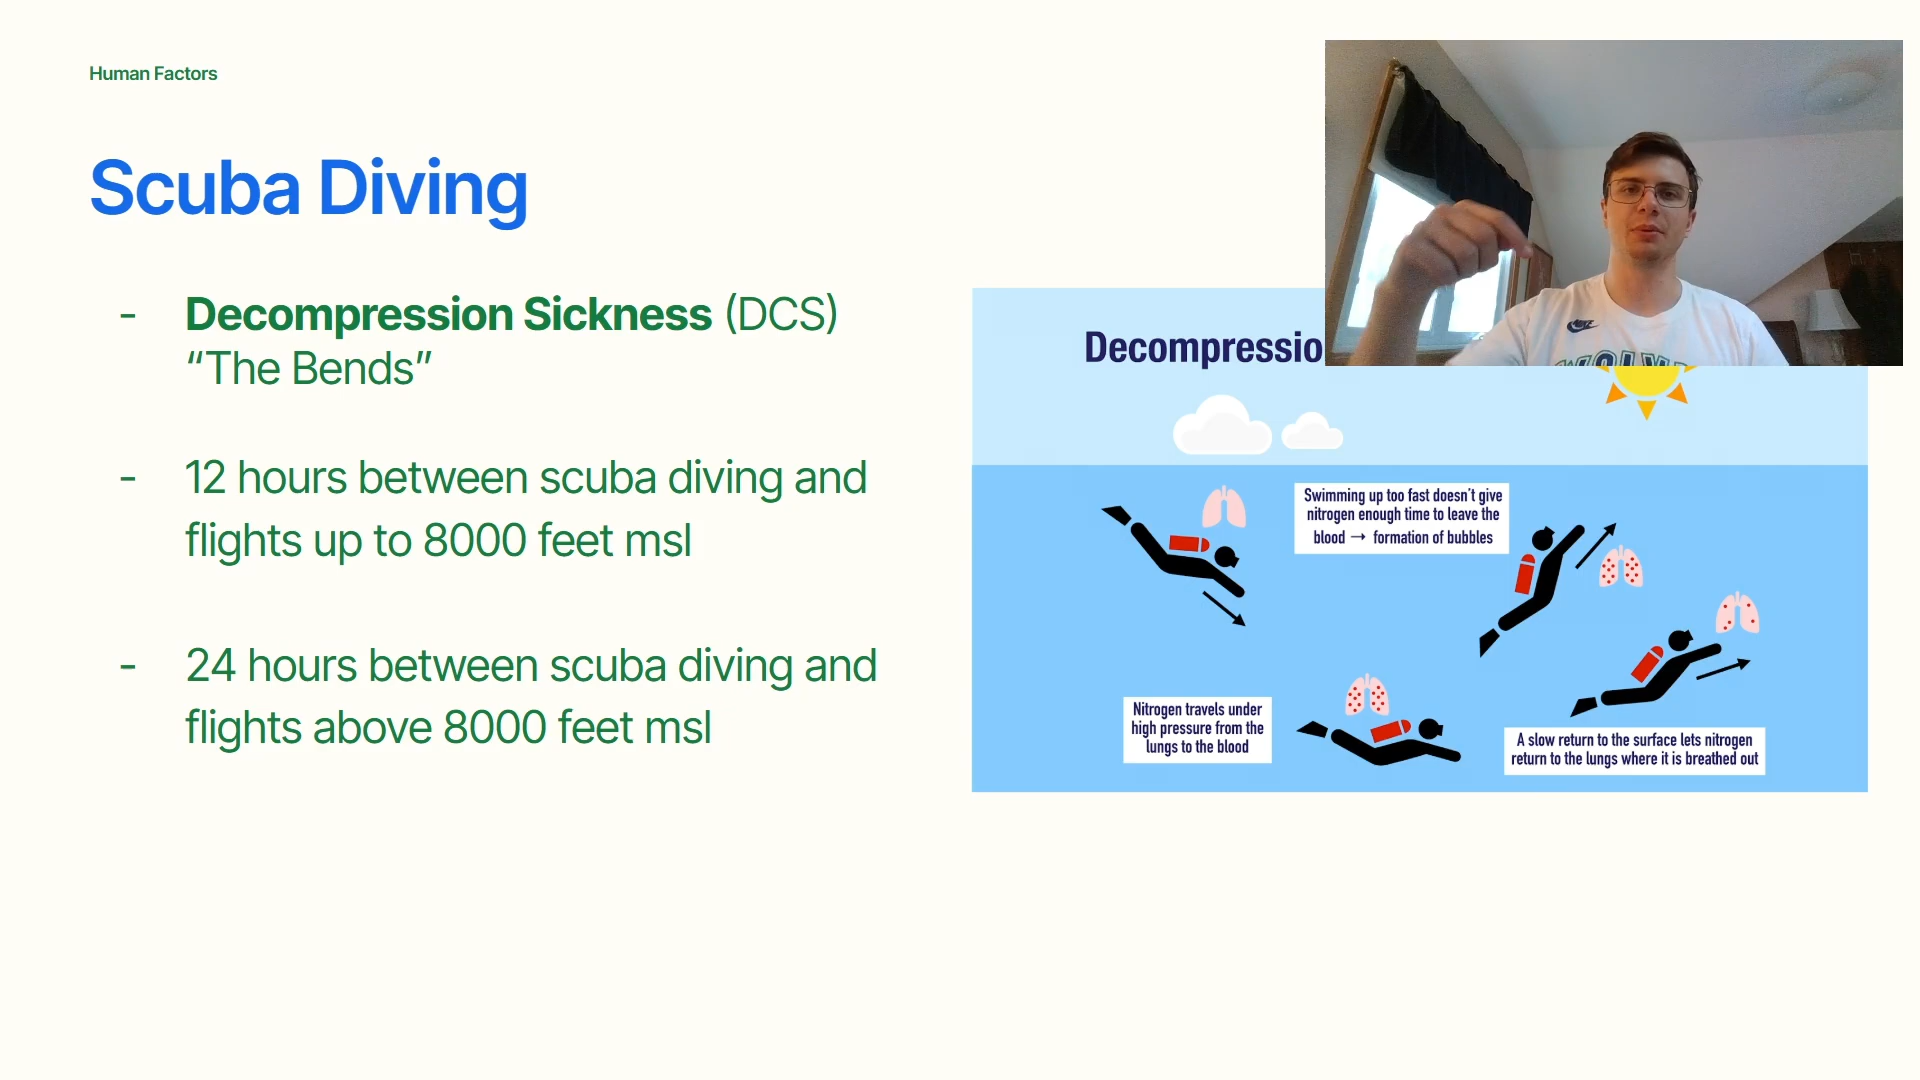 Human Factors
Scuba Diving
- Decompression Sickness (DCS)
“The Bends”
- 12 hours between scuba diving and
flights up to 8000 feet msl
- 24 hours between scuba diving and
flights above 8000 feet msl
Decompressio
Swimming up too fast doesn't give
nitrogen enough time to leave the
blood → formation of bubbles
Nitrogen travels under
high pressure from the
lungs to the blood
A slow return to the surface lets nitrogen
return to the lungs where it is breathed out